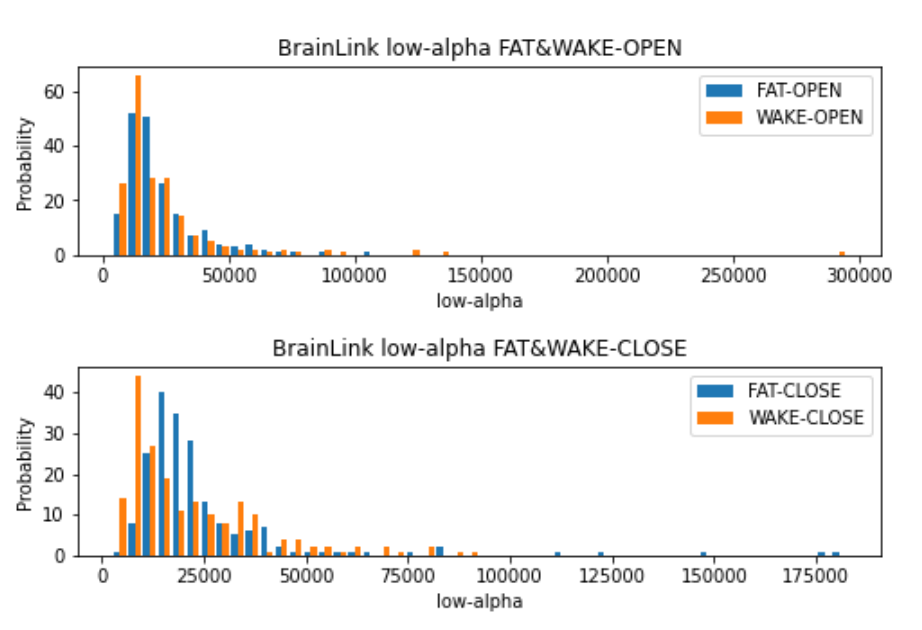 BrainLink low-alpha FAT&WAKE-OPEN
FAT-OPEN
WAKE-OPEN
Probability
60
40
20
0
0 50000 100000 150000 200000 250000 300000
low-alpha
BrainLink low-alpha FAT&WAKE-CLOSE
FAT-CLOSE
WAKE-CLOSE
Probability
40
30
20
10
0
0 25000 50000 75000 100000 125000 150000 175000
low-alpha